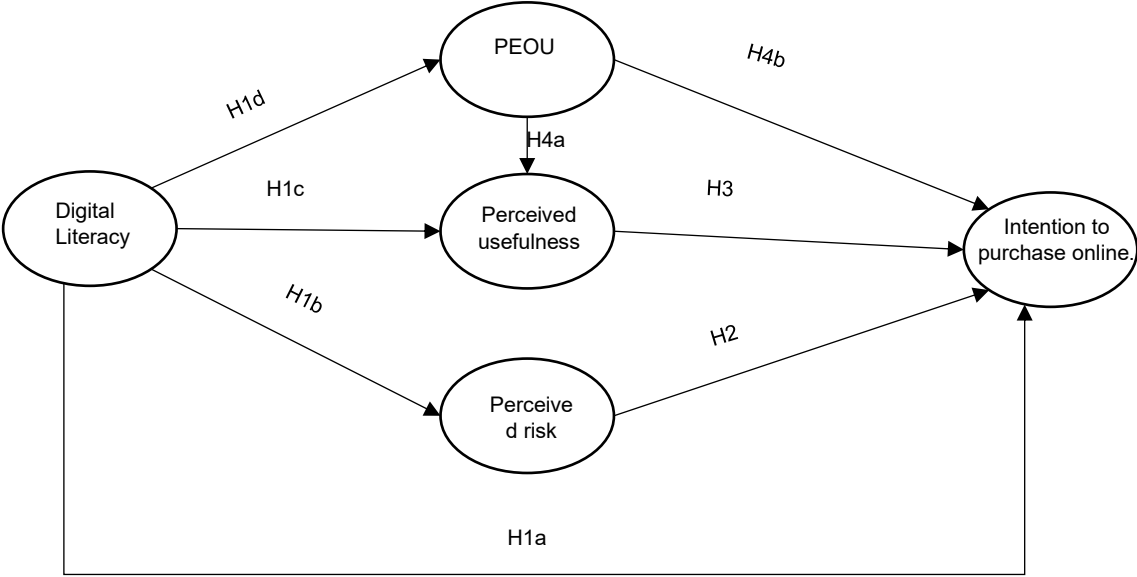 PEOU
H4b
H1d
H4a
H1c
H3
Digital
Literacy
Perceived
usefulness
Intention to
purchase online.
H1b
H2
Perceive
d risk
H1a